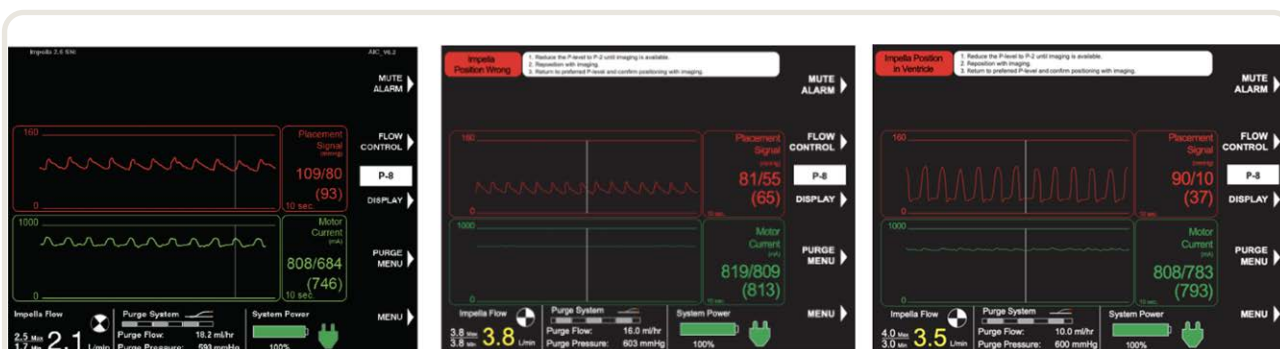 Impella 2.5 S/N:
AIC_V6.2
MUTE
ALARM
160
Placement
Signal
(mmHg)
109/80
(93)
0
10 sec.
FLOW
CONTROL
P-8
DISPLAY
1000
Motor
Current
(mA)
808/684
(746)
0
10 sec.
PURGE
MENU
Impella Flow
2.5 Max
1.7 Min
2.1 L/min
Purge System
Purge Flow: 18.2 ml/hr
Purge Pressure: 593 mmHg
System Power
100%
MENU
Impella
Position Wrong
1. Reduce the P-level to P-2 until imaging is available.
2. Reposition with imaging.
3. Return to preferred P-level and confirm positioning with imaging.
MUTE
ALARM
160
Placement
Signal
(mmHg)
81/55
(65)
0
10 sec.
FLOW
CONTROL
P-8
DISPLAY
1000
Motor
Current
(mA)
819/809
(813)
0
10 sec.
PURGE
MENU
Impella Flow
3.8 Max
3.8 Min
3.8 L/min
Purge System
Purge Flow: 16.0 ml/hr
Purge Pressure: 603 mmHg
System Power
100%
MENU
Impella Position
in Ventricle
1. Reduce the P-level to P-2 until imaging is available.
2. Reposition with imaging.
3. Return to preferred P-level and confirm positioning with imaging.
MUTE
ALARM
160
Placement
Signal
(mmHg)
90/10
(37)
0
10 sec.
FLOW
CONTROL
P-8
DISPLAY
1000
Motor
Current
(mA)
808/783
(793)
0
10 sec.
PURGE
MENU
Impella Flow
4.0 Max
3.0 Min
3.5 L/min
Purge System
Purge Flow: 10.0 ml/hr
Purge Pressure: 600 mmHg
System Power
100%
MENU